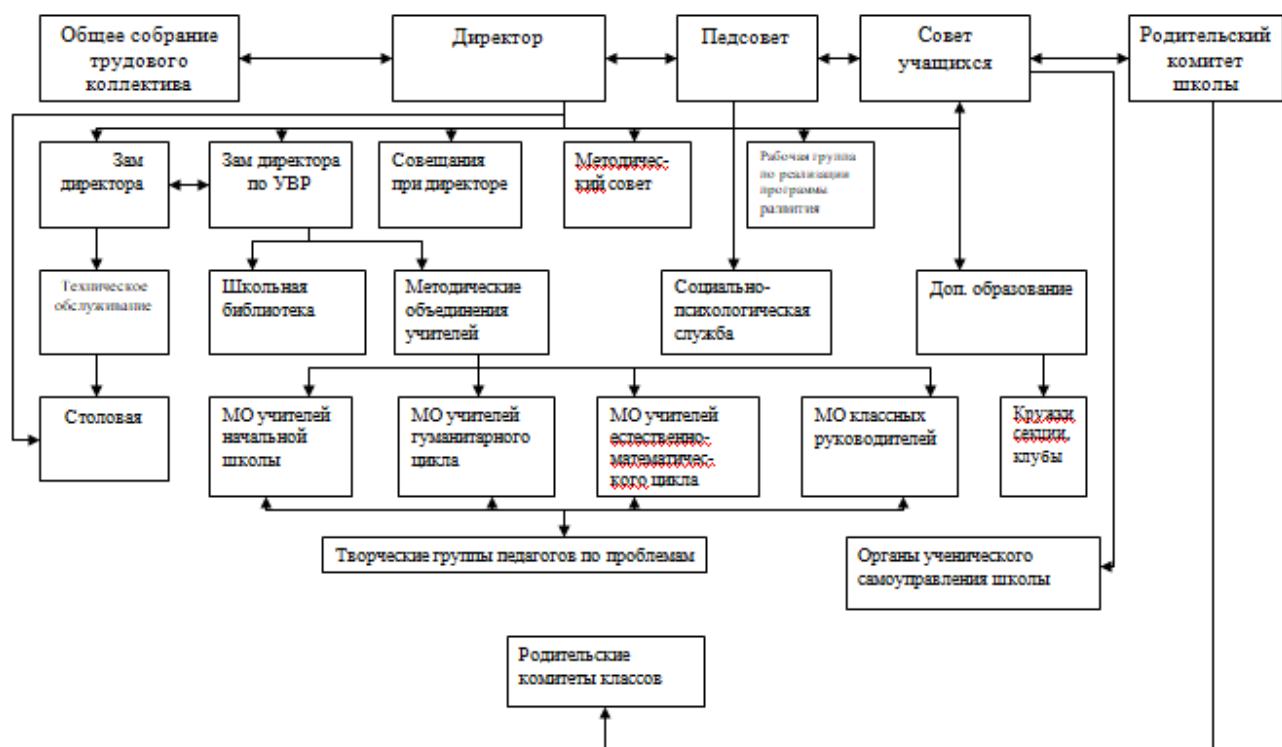 Общее собрание
трудового
коллектива
Директор
Педсовет
Совет
учащихся
Родительский
комитет
школы
Зам
директора
Зам директора
по УВР
Совещания
при директоре
Методичес-
кий совет
Рабочая группа
по реализации
программы
развития
Техническое
обслуживание
Школьная
библиотека
Методические
объединения
учителей
Социально-
психологическая
служба
Доп. образование
Столовая
МО учителей
начальной
школы
МО учителей
гуманитарного
цикла
МО учителей
естественно-
математичес-
кого цикла
МО классных
руководителей
Кружки
секции,
клубы
Творческие группы педагогов по проблемам
Органы ученического
самоуправления школы
Родительские
комитеты классов